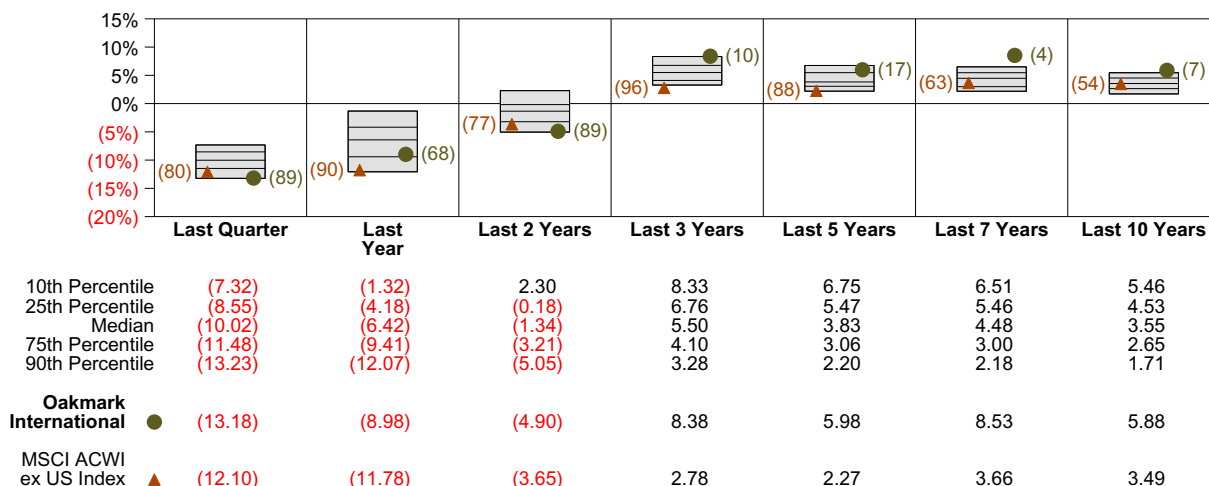 15%
10%
5%
0%
(5%)
(10%)
(15%)
(20%)
(80) (89)
(90) (68)
(77) (89)
(96) (10)
(88) (17)
(63) (4)
(54) (7)
Last Quarter Last Year Last 2 Years Last 3 Years Last 5 Years Last 7 Years Last 10 Years
10th Percentile (7.32) (1.32) 2.30 8.33 6.75 6.51 5.46
25th Percentile (8.55) (4.18) (0.18) 6.76 5.47 5.46 4.53
Median (10.02) (6.42) (1.34) 5.50 3.83 4.48 3.55
75th Percentile (11.48) (9.41) (3.21) 4.10 3.06 3.00 2.65
90th Percentile (13.23) (12.07) (5.05) 3.28 2.20 2.18 1.71
Oakmark
International (13.18) (8.98) (4.90) 8.38 5.98 8.53 5.88
MSCI ACWI
ex US Index (12.10) (11.78) (3.65) 2.78 2.27 3.66 3.49